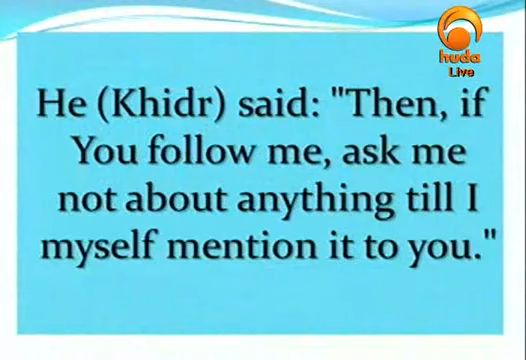 huda
Live
He (Khidr) said: "Then, if
You follow me, ask me
not about anything till I
myself mention it to you."